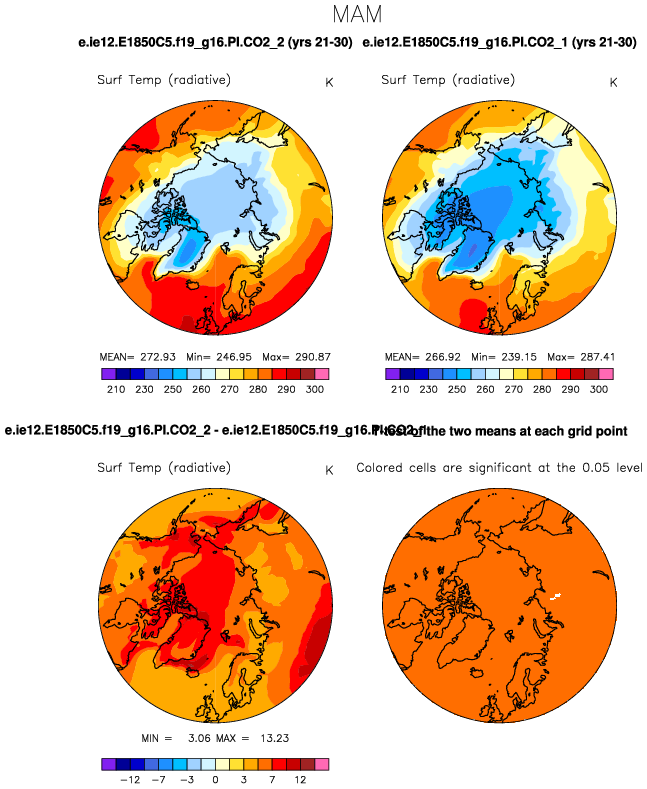 MAM
e.ie12.E1850C5.f19_g16.PI.CO2_2 (yrs 21-30) e.ie12.E1850C5.f19_g16.PI.CO2_1 (yrs 21-30)
Surf Temp (radiative) K Surf Temp (radiative) K
MEAN= 272.93 Min= 246.95 Max= 290.87 MEAN= 266.92 Min= 239.15 Max= 287.41
210 230 250 260 270 280 290 300 210 230 250 260 270 280 290 300
e.ie12.E1850C5.f19_g16.PI.CO2_2 - e.ie12.E1850C5.f19_g16.PI.CO2_1
T-test of the two means at each grid point
Surf Temp (radiative) K Colored cells are significant at the 0.05 level
MIN = 3.06 MAX = 13.23
-12 -7 -3 0 3 7 12